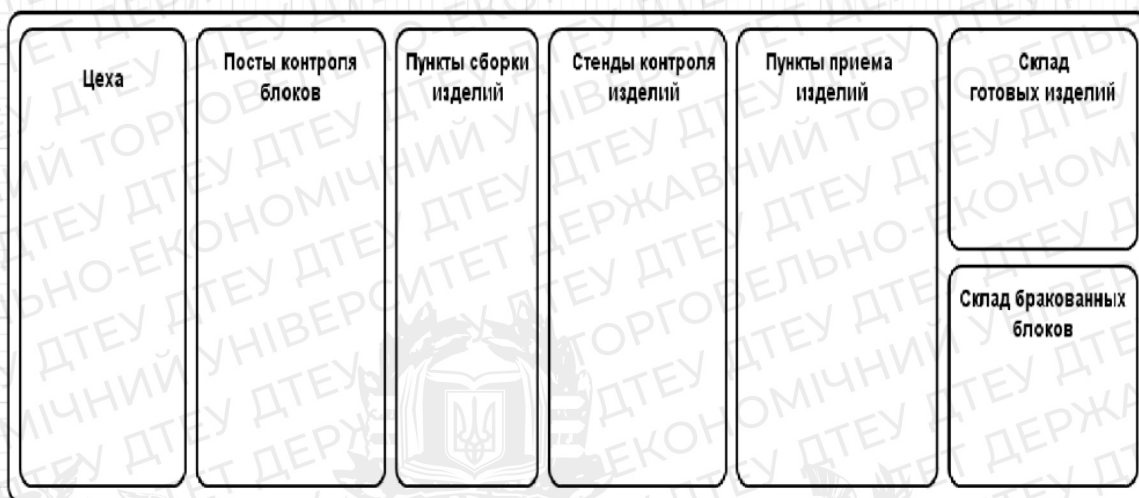 Цеха
Посты контроля
блоков
Пункты сборки
изделий
Стенды контроля
изделий
Пункты приема
изделий
Склад
готовых изделий
Склад бракованных
блоков